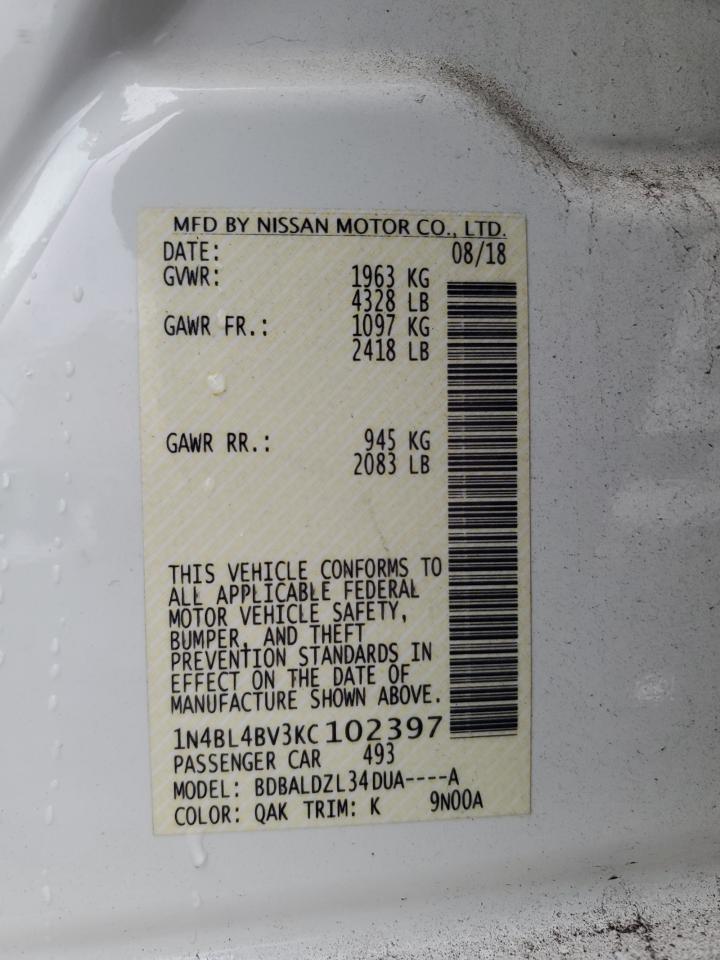 MFD BY NISSAN MOTOR CO., LTD.
DATE: 08/18
GVWR: 1963 KG
4328 LB
GAWR FR.: 1097 KG
2418 LB
GAWR RR.: 945 KG
2083 LB
THIS VEHICLE CONFORMS TO
ALL APPLICABLE FEDERAL
MOTOR VEHICLE SAFETY,
BUMPER, AND THEFT
PREVENTION STANDARDS IN
EFFECT ON THE DATE OF
MANUFACTURE SHOWN ABOVE.
1N4BL4BV3KC102397
PASSENGER CAR 493
MODEL: BDBALDZL34DUA----A
COLOR: QAK TRIM: K 9N00A